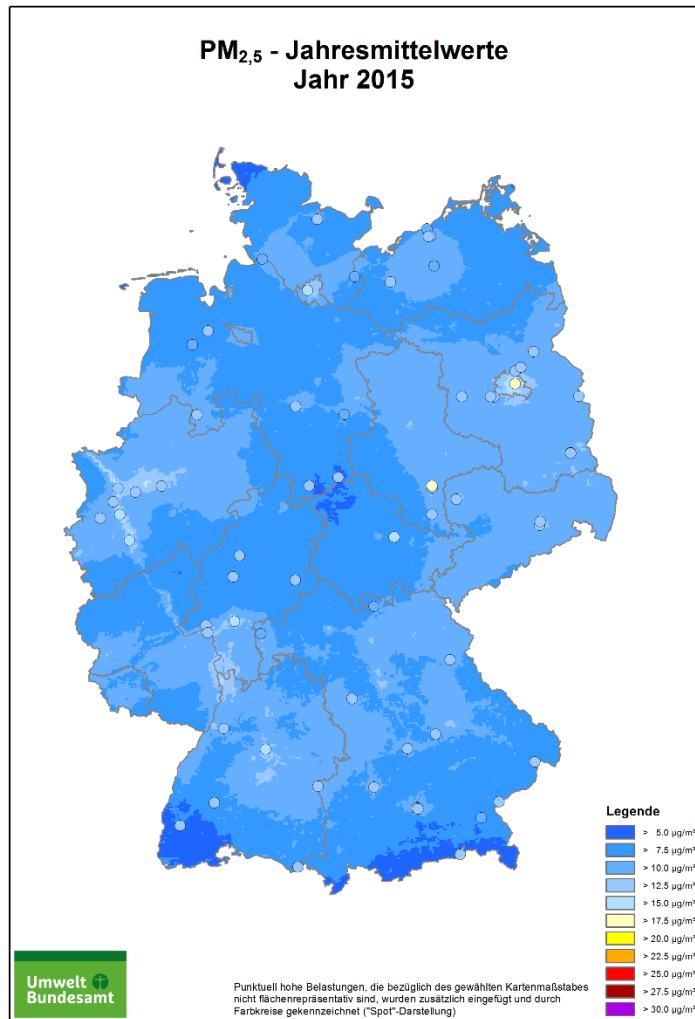 PM2,5 - Jahresmittelwerte
Jahr 2015
Legende
> 5.0 µg/m³
> 7.5 µg/m³
> 10.0 µg/m³
> 12.5 µg/m³
> 15.0 µg/m³
> 17.5 µg/m³
> 20.0 µg/m³
> 22.5 µg/m³
> 25.0 µg/m³
> 27.5 µg/m³
> 30.0 µg/m³
Umwelt
Bundesamt
Punktuell hohe Belastungen, die bezüglich des gewählten Kartenmaßstabes
nicht flächenrepräsentativ sind, wurden zusätzlich eingefügt und durch
Farbkreise gekennzeichnet ("Spot"-Darstellung)